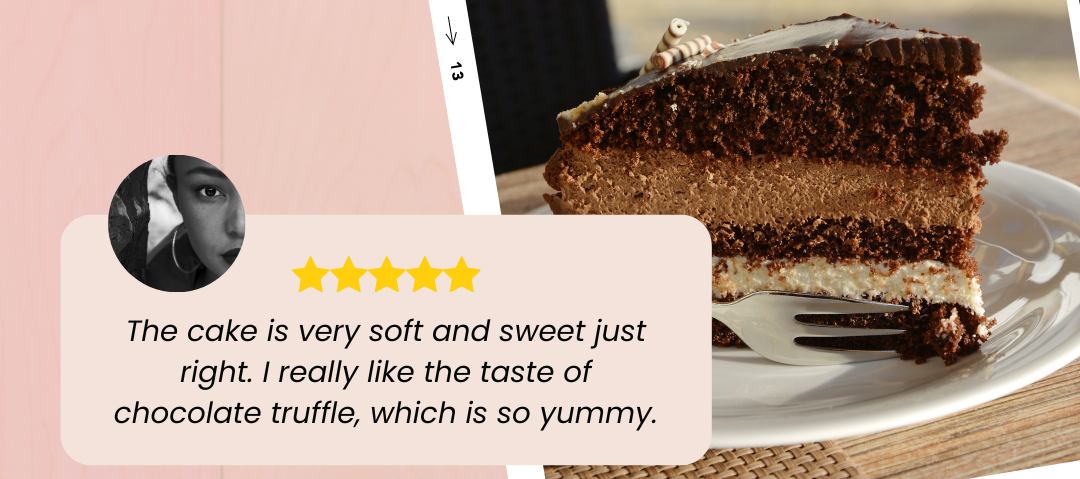 13
The cake is very soft and sweet just
right. I really like the taste of
chocolate truffle, which is so yummy.